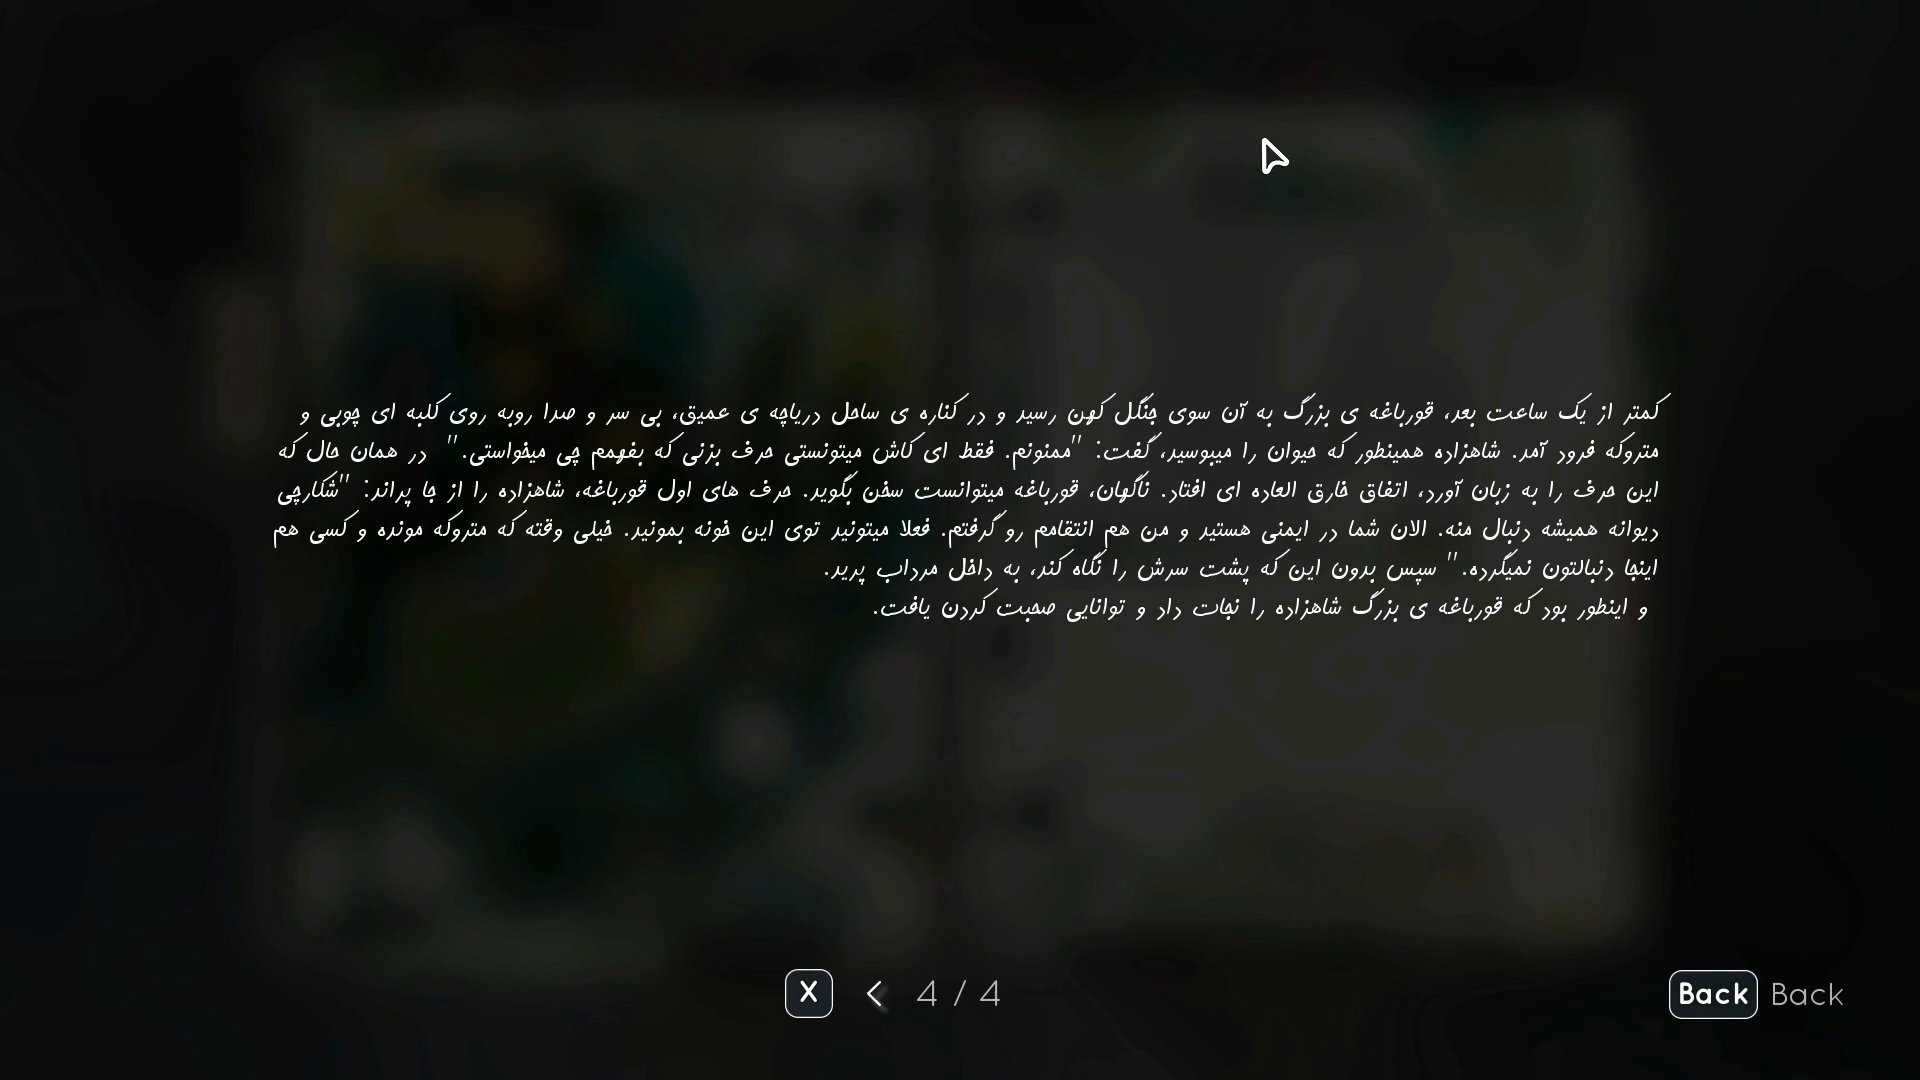 کمتر از یک ساعت بعد، قورباغه ی بزرگ به آن سوی جنگل کهن رسید و در کناره ی ساحل دریاچه ی عمیق، بی سر و صدا روبه روی کلبه ای چوبی و
متروکه فرود آمد. شاهزاده همینطور که حیوان را میبوسید، گفت: "ممنونم. فقط ای کاش میتونستی حرف بزنی که بفهمم چی میخواستی." در همان حال که
این حرف را به زبان آورد، اتفاق خارق العاده ای افتاد. ناگهان، قورباغه میتوانست سخن بگوید. حرف های اول قورباغه، شاهزاده را از جا پراند: "شکارچی
دیوانه همیشه دنبال منه. الان شما در ایمنی هستید و من هم انتقامم رو گرفتم. فعلا میتونید توی این خونه بمونید. خیلی وقته که متروکه مونده و کسی هم
اینجا دنبالتون نمیگرده." سپس بدون این که پشت سرش را نگاه کند، به داخل مرداب پرید.
و اینطور بود که قورباغه ی بزرگ شاهزاده را نجات داد و توانایی صحبت کردن یافت.
X < 4 / 4
Back Back